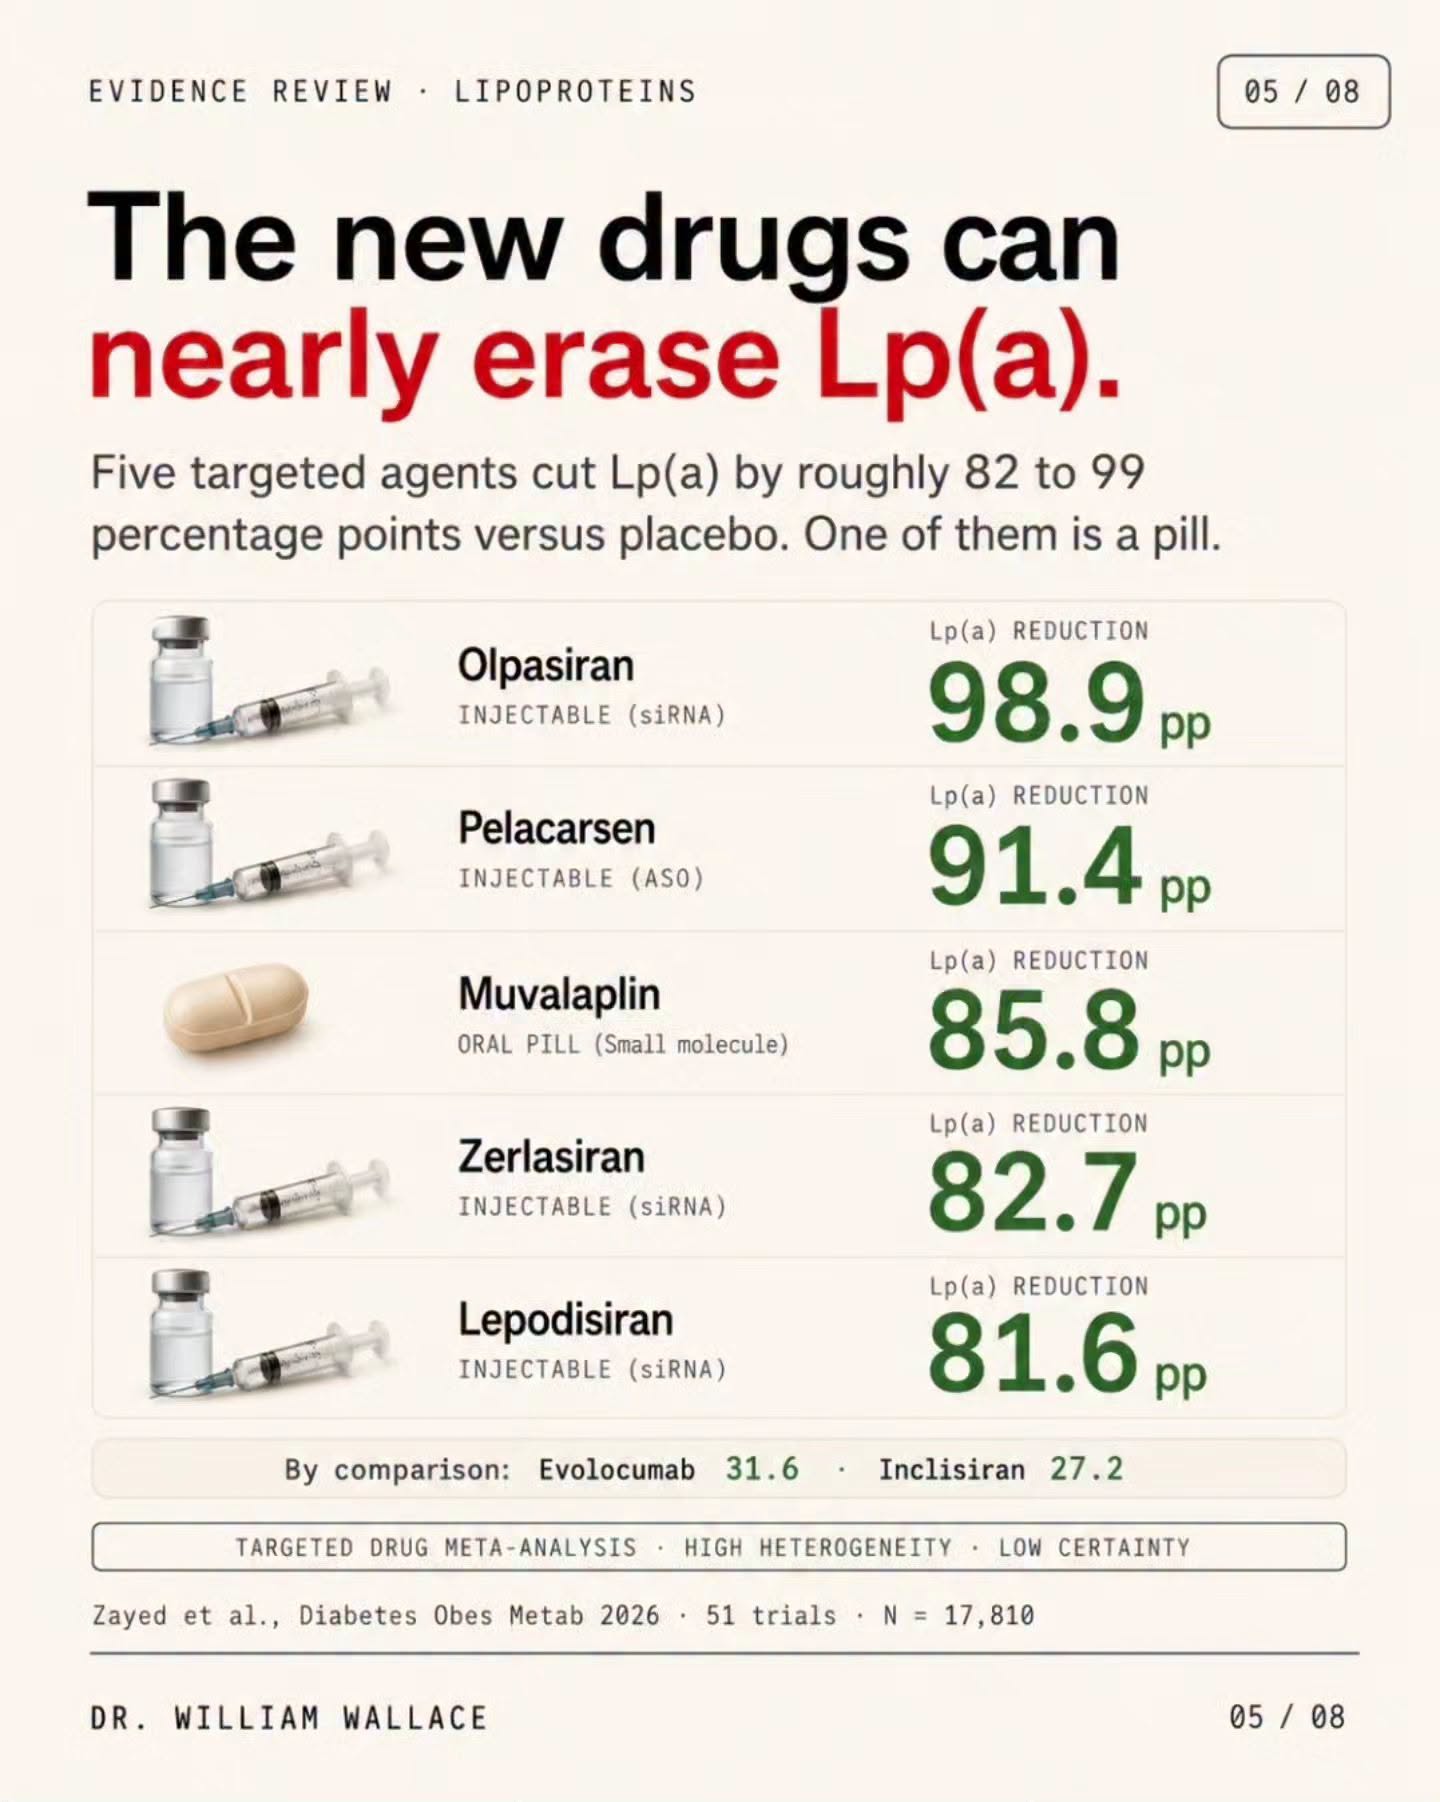 EVIDENCE REVIEW · LIPOPROTEINS
05 / 08
The new drugs can
nearly erase Lp(a).
Five targeted agents cut Lp(a) by roughly 82 to 99
percentage points versus placebo. One of them is a pill.
Olpasiran
INJECTABLE (siRNA)
Lp(a) REDUCTION
98.9 pp
Pelacarsen
INJECTABLE (ASO)
Lp(a) REDUCTION
91.4 pp
Muvalaplin
ORAL PILL (Small molecule)
Lp(a) REDUCTION
85.8 pp
Zerlasiran
INJECTABLE (siRNA)
Lp(a) REDUCTION
82.7 pp
Lepodisiran
INJECTABLE (siRNA)
Lp(a) REDUCTION
81.6 pp
By comparison: Evolocumab 31.6 · Inclisiran 27.2
TARGETED DRUG META-ANALYSIS · HIGH HETEROGENEITY · LOW CERTAINTY
Zayed et al., Diabetes Obes Metab 2026 · 51 trials · N = 17,810
DR. WILLIAM WALLACE
05 / 08